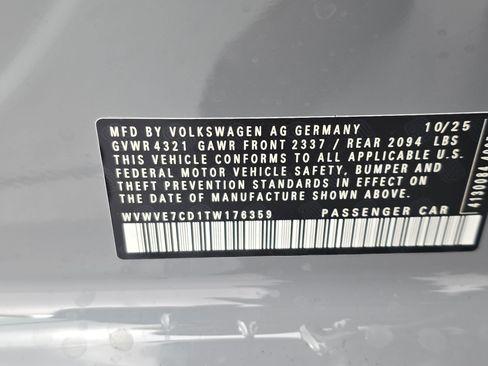 MFD BY VOLKSWAGEN AG GERMANY 10/25
GVWR 4321 GAWR FRONT 2337 / REAR 2094 LBS
THIS VEHICLE CONFORMS TO ALL APPLICABLE U.S.
FEDERAL MOTOR VEHICLE SAFETY, BUMPER AND
THEFT PREVENTION STANDARDS IN EFFECT ON THE
DATE OF MANUFACTURE SHOWN ABOVE.
WVWVE7CD1TW176359 PASSENGER CAR